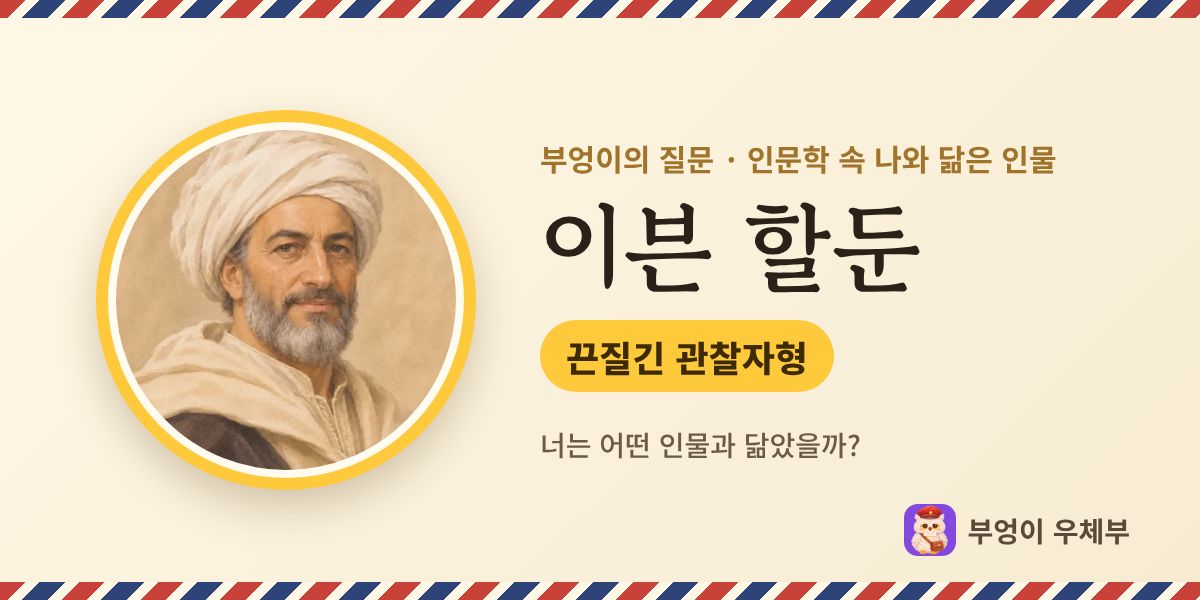 부엉이의 질문 · 인문학 속 나와 닮은 인물
이븐 할둔
끈질긴 관찰자형
너는 어떤 인물과 닮았을까?
부엉이 우체부